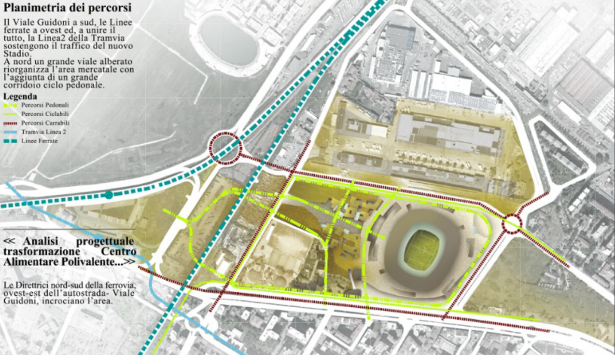 Planimetria dei percorsi
Il Viale Guidoni a sud, le Linee
ferrate a ovest ed, a unire il
tutto, la Linea2 della Tramvia
sostengono il traffico del nuovo
Stadio.
A nord un grande viale alberato
riorganizza l'area mercatale con
l'aggiunta di un grande
corridoio ciclo pedonale.
Legenda
Percorsi Pedonali
Percorsi Ciclabili
Percorsi Carrabili
Tramvia Linea 2
Linee Ferrate
<< Analisi progettuale
trasformazione Centro
Alimentare Polivalente...>>
Le Direttrici nord-sud della ferrovia,
ovest-est dell'autostrada- Viale
Guidoni, incrociano l'area.